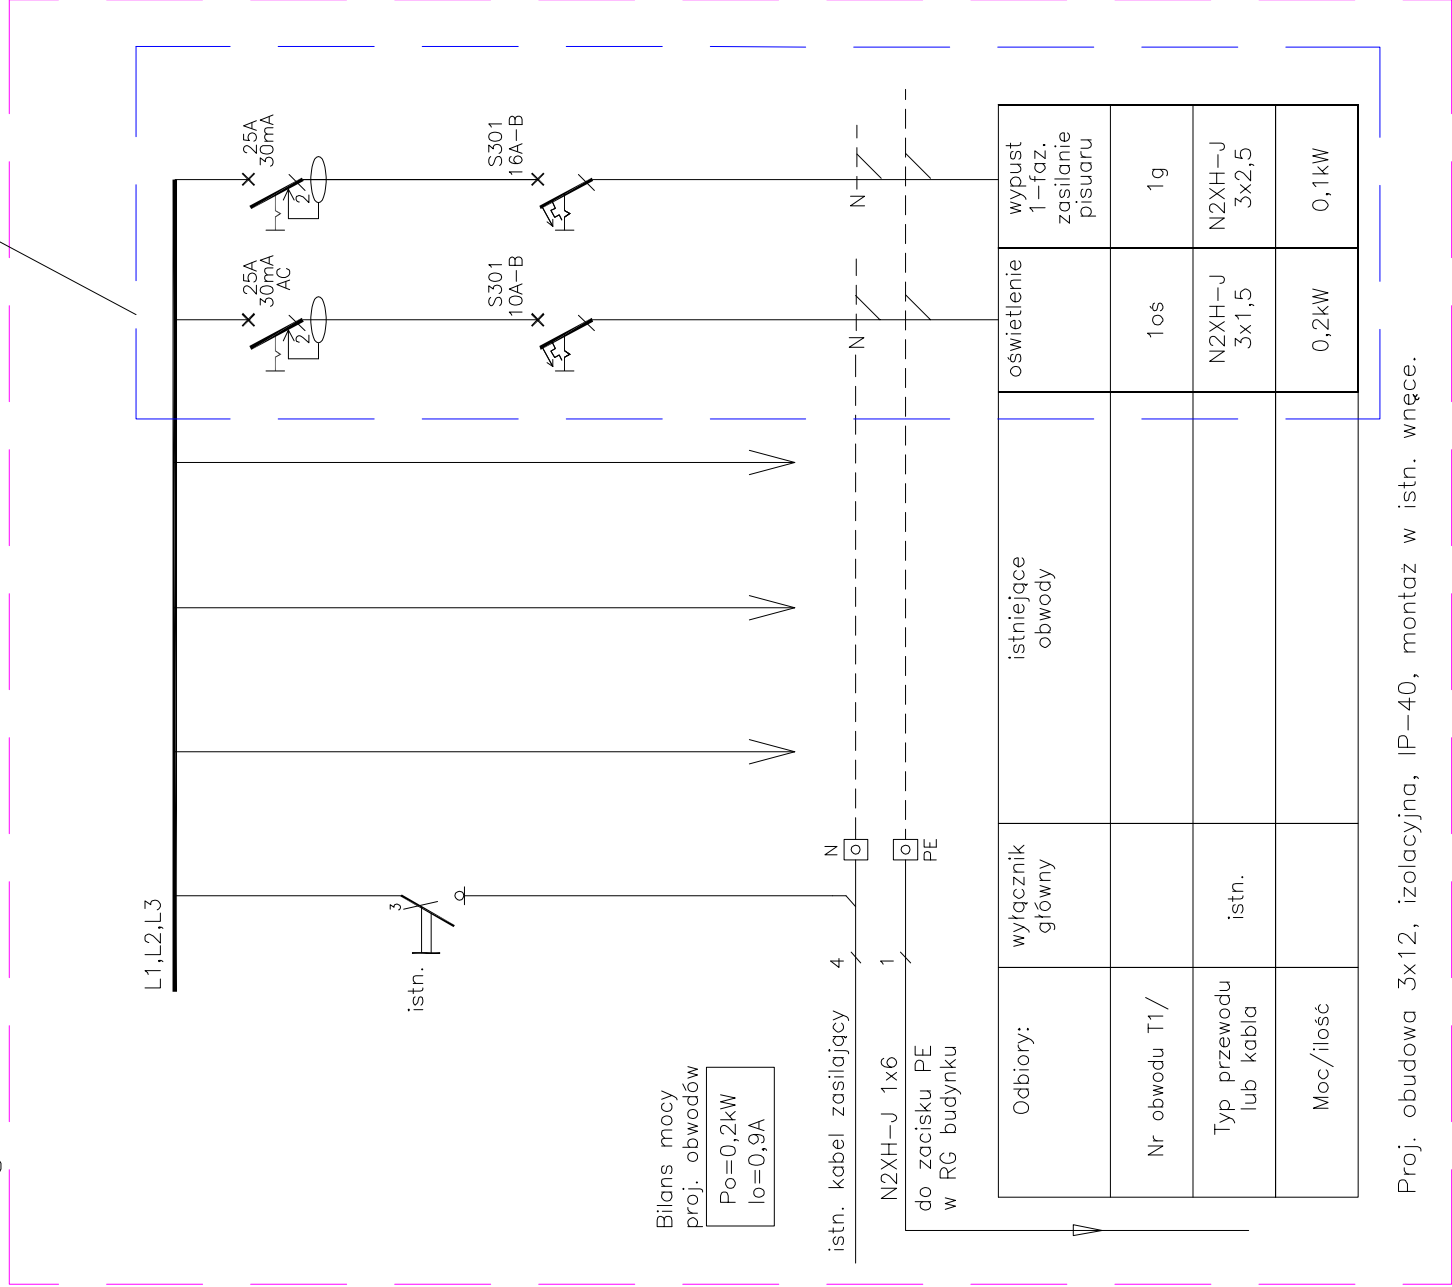 L1,L2,L3
istn.
3
25A
30mA
AC
2
S301
10A-B
25A
30mA
2
S301
16A-B
Bilans mocy
proj. obwodów
Po=0,2kW
Io=0,9A
istn. kabel zasilający
4
N
N
N
N2XH-J 1x6
1
PE
do zacisku PE
w RG budynku
Odbiory:
wyłącznik
główny
istniejące
obwody
oświetlenie
wypust
1-faz.
zasilanie
pisuaru
Nr obwodu T1/
1oś
1g
Typ przewodu
lub kabla
istn.
N2XH-J
3x1,5
N2XH-J
3x2,5
Moc/ilość
0,2kW
0,1kW
Proj. obudowa 3x12, izolacyjna, IP-40, montaż w istn. wnęce.